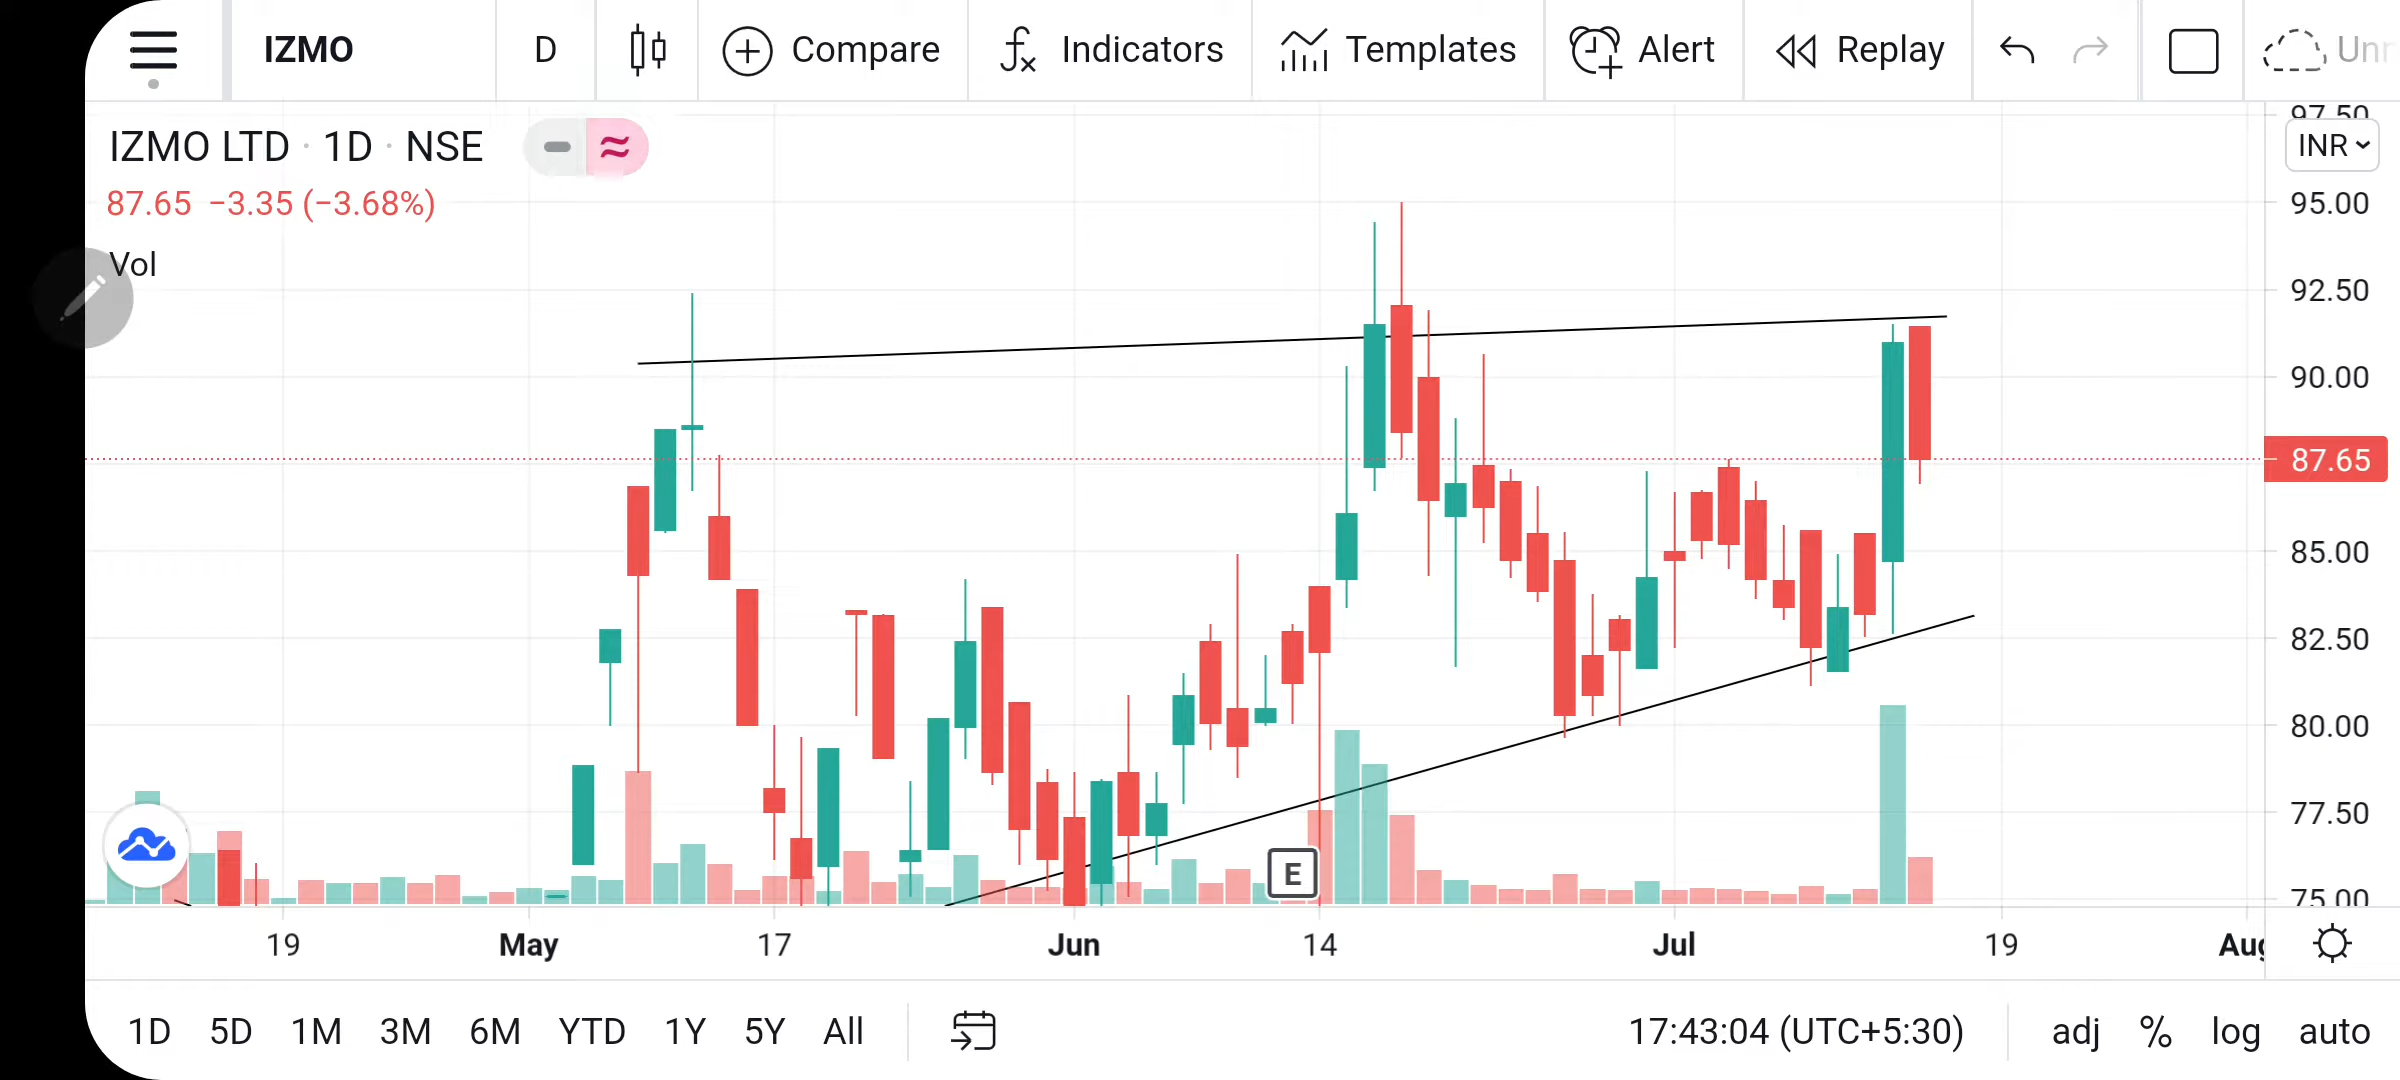 IZMO
D
Compare
Indicators
Templates
Alert
Replay
IZMO LTD · 1D · NSE
87.65 −3.35 (−3.68%)
Vol
INR
97.50
95.00
92.50
90.00
87.65
85.00
82.50
80.00
77.50
75.00
E
19 May 17 Jun 14 Jul 19
1D 5D 1M 3M 6M YTD 1Y 5Y All
17:43:04 (UTC+5:30) adj % log auto